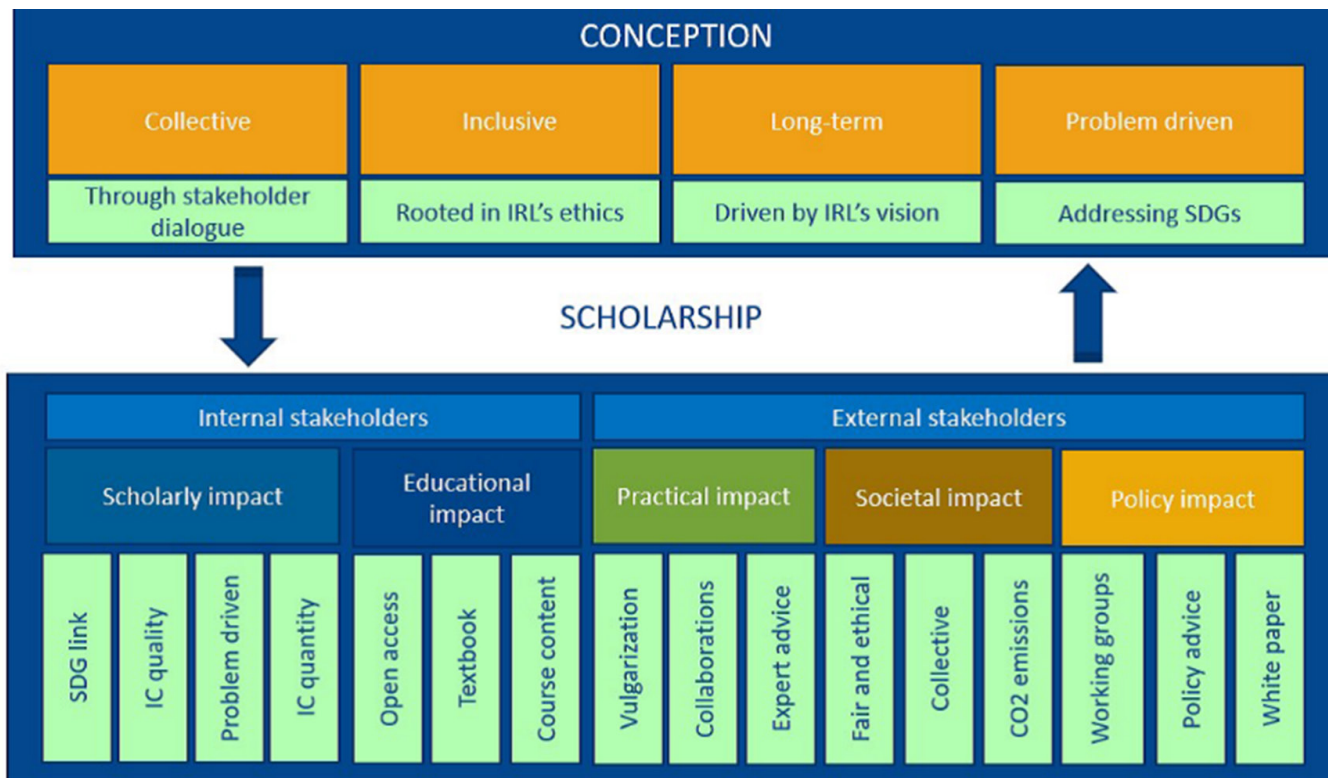 CONCEPTION
Collective
Inclusive
Long-term
Problem driven
Through stakeholder
dialogue
Rooted in IRL's ethics
Driven by IRL's vision
Addressing SDGs
SCHOLARSHIP
Internal stakeholders
External stakeholders
Scholarly impact
Educational
impact
Practical impact
Societal impact
Policy impact
SDG link
IC quality
Problem driven
IC quantity
Open access
Textbook
Course content
Vulgarization
Collaborations
Expert advice
Fair and ethical
Collective
CO2 emissions
Working groups
Policy advice
White paper